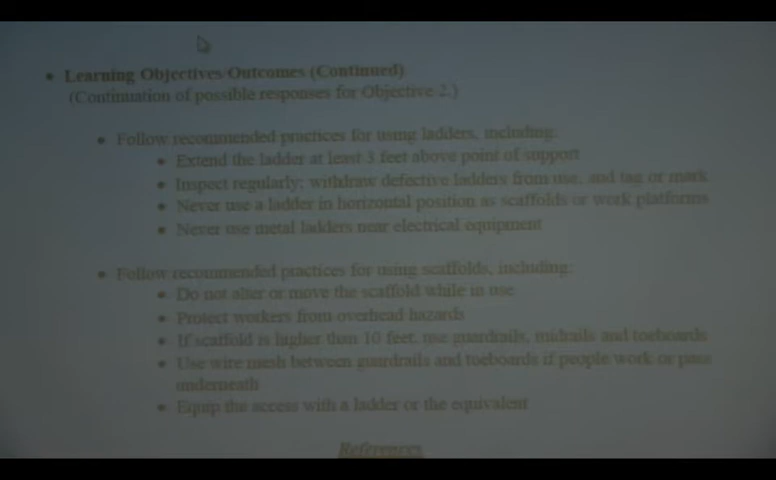 • Learning Objectives Outcomes (Continued)
(Continuation of possible responses for Objective 2.)
• Follow recommended practices for using ladders, including:
• Extend the ladder at least 3 feet above point of support
• Inspect regularly; withdraw defective ladders from use, and tag or mark
• Never use a ladder in horizontal position as scaffolds or work platforms
• Never use metal ladders near electrical equipment
• Follow recommended practices for using scaffolds, including:
• Do not alter or move the scaffold while in use
• Protect workers from overhead hazards
• If scaffold is higher than 10 feet, use guardrails, midrails and toeboards
• Use wire mesh between guardrails and toeboards if people work or pass
underneath
• Equip the access with a ladder or the equivalent
References